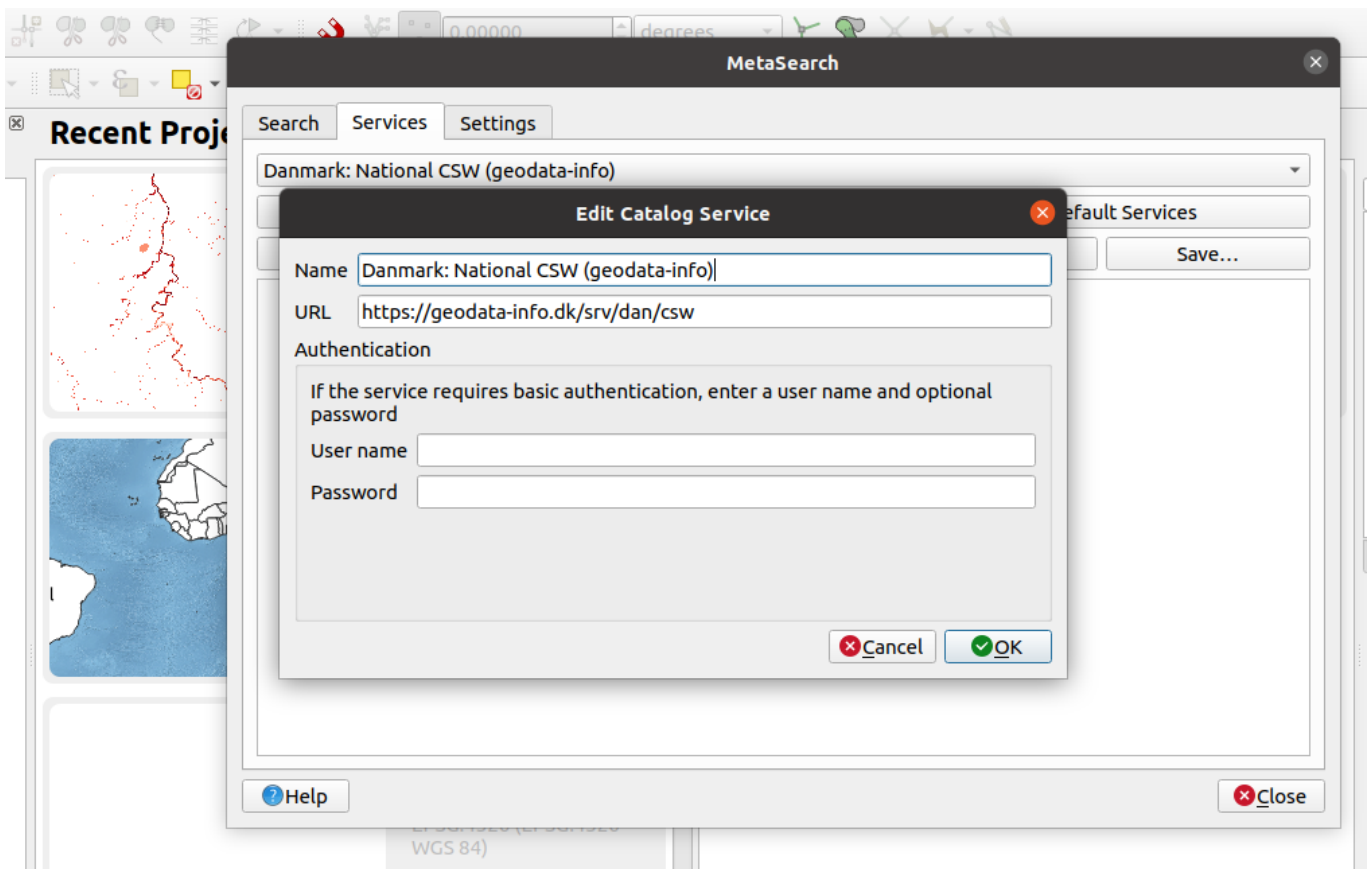 0.00000
degrees
MetaSearch
Recent Proje
Search
Services
Settings
Danmark: National CSW (geodata-info)
efault Services
Save...
Edit Catalog Service
Name
Danmark: National CSW (geodata-info)
URL
https://geodata-info.dk/srv/dan/csw
Authentication
If the service requires basic authentication, enter a user name and optional
password
User name
Password
Cancel
OK
Help
Close
WGS 84)